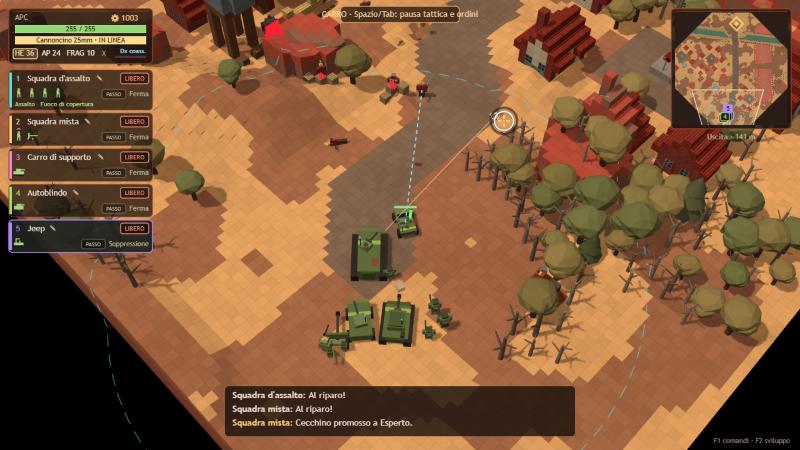 CARRO - Spazio/Tab: pausa tattica e ordini
APC 1003
255 / 255
Cannoncino 25mm - IN LINEA
HE 36 AP 24 FRAG 10 X Dx coass.
1 Squadra d'assalto LIBERO
PASSO Ferma
Assalto Fuoco di copertura
2 Squadra mista LIBERO
PASSO Ferma
3 Carro di supporto LIBERO
PASSO Ferma
4 Autoblindo LIBERO
PASSO Ferma
5 Jeep LIBERO
PASSO Soppressione
5
4
Uscita - 141 m
Squadra d'assalto: Al riparo!
Squadra mista: Al riparo!
Squadra mista: Cecchino promosso a Esperto.
F1 comandi - F2 sviluppo